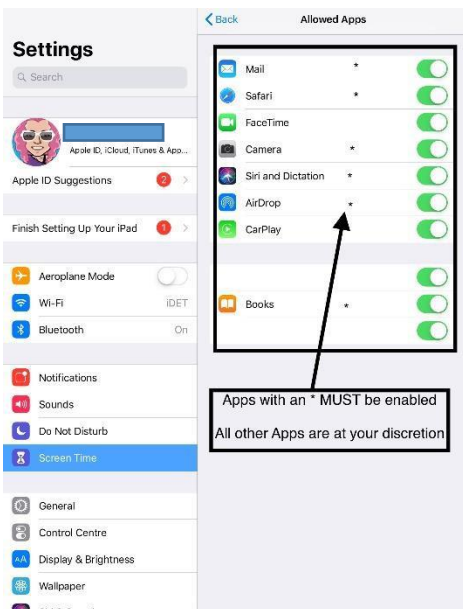 Back
Allowed Apps
Settings
Search
Apple ID, iCloud, iTunes & App...
Apple ID Suggestions 2
Finish Setting Up Your iPad 1
Aeroplane Mode
Wi-Fi iDET
Bluetooth On
Notifications
Sounds
Do Not Disturb
Screen Time
General
Control Centre
AA Display & Brightness
Wallpaper
Mail *
Safari *
FaceTime
Camera *
Siri and Dictation *
AirDrop *
CarPlay
Books *
Apps with an * MUST be enabled
All other Apps are at your discretion